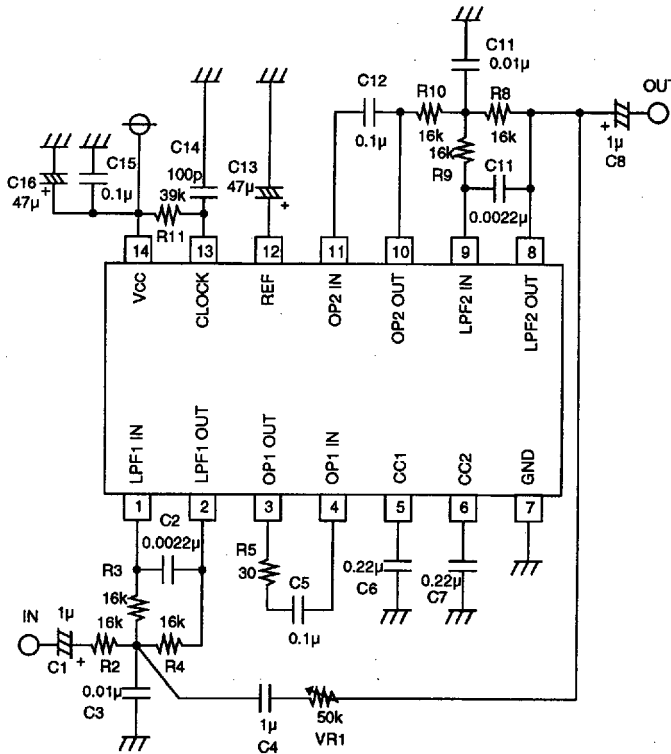 C11
0.01µ
OUT
C12
0.1µ
R10
16k
R8
16k
16k
R9
1µ
C8
C11
0.0022µ
C14
100p
C13
47µ
C15
0.1µ
C16
47µ
39k
R11
+
+
+
14
13
12
11
10
9
8
VCC
CLOCK
REF
OP2 IN
OP2 OUT
LPF2 IN
LPF2 OUT
LPF1 IN
LPF1 OUT
OP1 OUT
OP1 IN
CC1
CC2
GND
1
2
3
4
5
6
7
C2
0.0022µ
R3
16k
R5
30
C5
0.1µ
0.22µ
C6
0.22µ
C7
IN
1µ
C1
+
16k
R2
16k
R4
0.01µ
C3
1µ
C4
50k
VR1